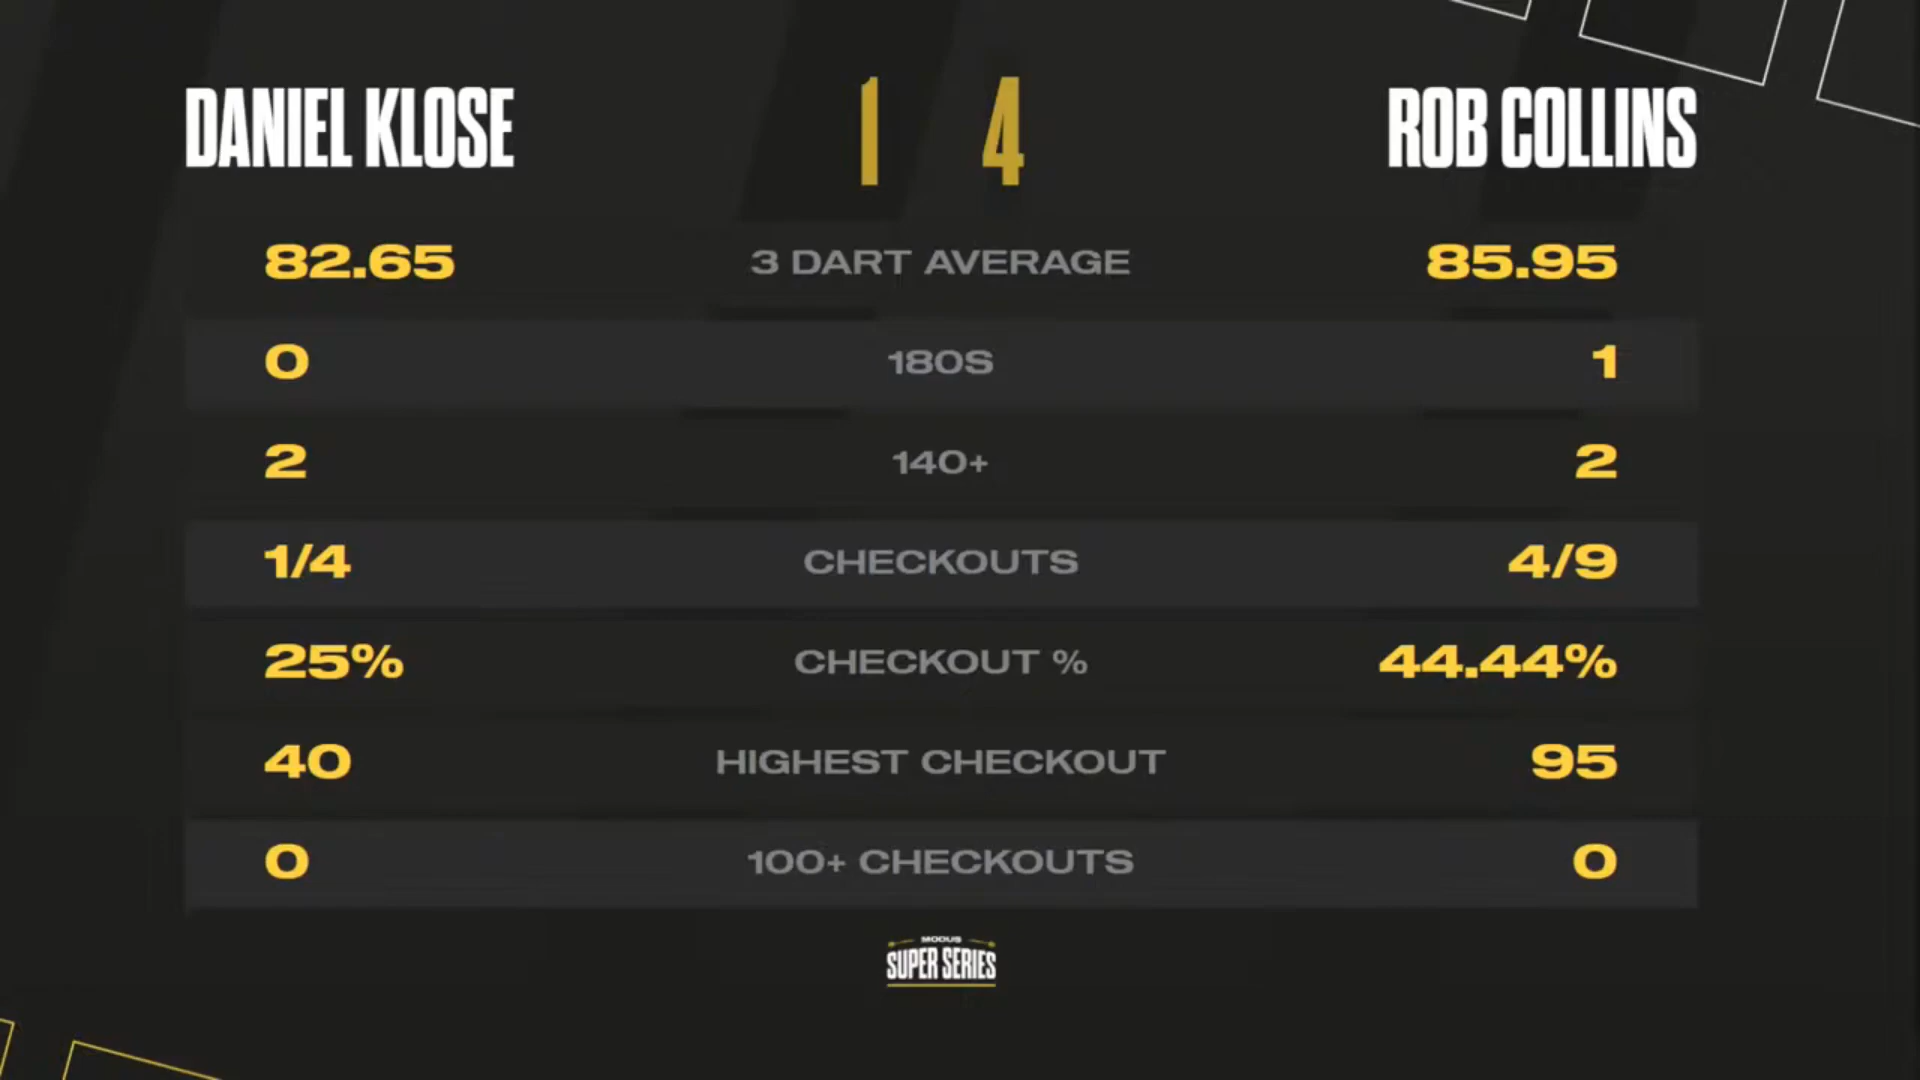 DANIEL KLOSE 1 4 ROB COLLINS
82.65 3 DART AVERAGE 85.95
0 180S 1
2 140+ 2
1/4 CHECKOUTS 4/9
25% CHECKOUT % 44.44%
40 HIGHEST CHECKOUT 95
0 100+ CHECKOUTS 0
MODUS
SUPER SERIES